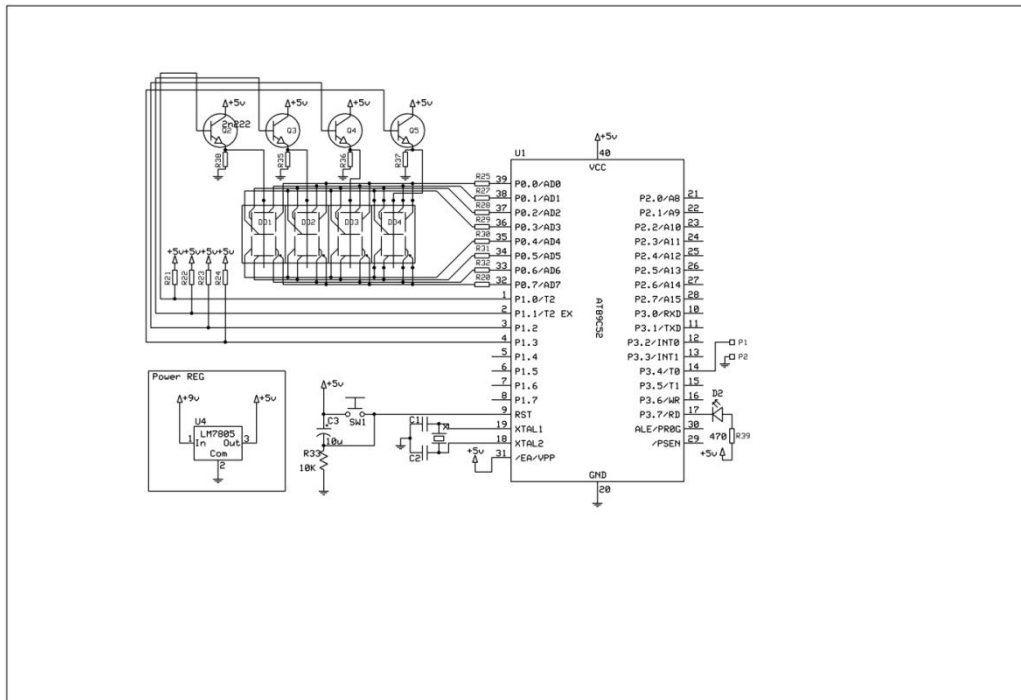 +5v
+5v
+5v
+5v
2n222
Q3
Q4
Q5
R38
R35
R36
R37
+5v
U1
40
VCC
DD1
DD2
DD3
DD4
R25 39 P0.0/AD0
R27 38 P0.1/AD1
R28 37 P0.2/AD2
R29 36 P0.3/AD3
R30 35 P0.4/AD4
R31 34 P0.5/AD5
R32 33 P0.6/AD6
R20 32 P0.7/AD7
1 P1.0/T2
2 P1.1/T2 EX
3 P1.2
4 P1.3
5 P1.4
6 P1.5
7 P1.6
8 P1.7
9 RST
19 XTAL1
18 XTAL2
31 /EA/VPP
AT89C52
P2.0/A8 21
P2.1/A9 22
P2.2/A10 23
P2.3/A11 24
P2.4/A12 25
P2.5/A13 26
P2.6/A14 27
P2.7/A15 28
P3.0/RXD 10
P3.1/TXD 11
P3.2/INT0 12
P3.3/INT1 13
P3.4/T0 14
P3.5/T1 15
P3.6/WR 16
P3.7/RD 17
ALE/PROG 30
/PSEN 29
GND
20
P1
P2
D2
470 R39
+5v
+5v +5v +5v +5v
R21
R22
R23
R24
Power REG
+9v
+5v
U4
LM7805
1 In Out 3
Com
2
+5v
SW1
C3
10u
R33
10K
C1
C2
+5v